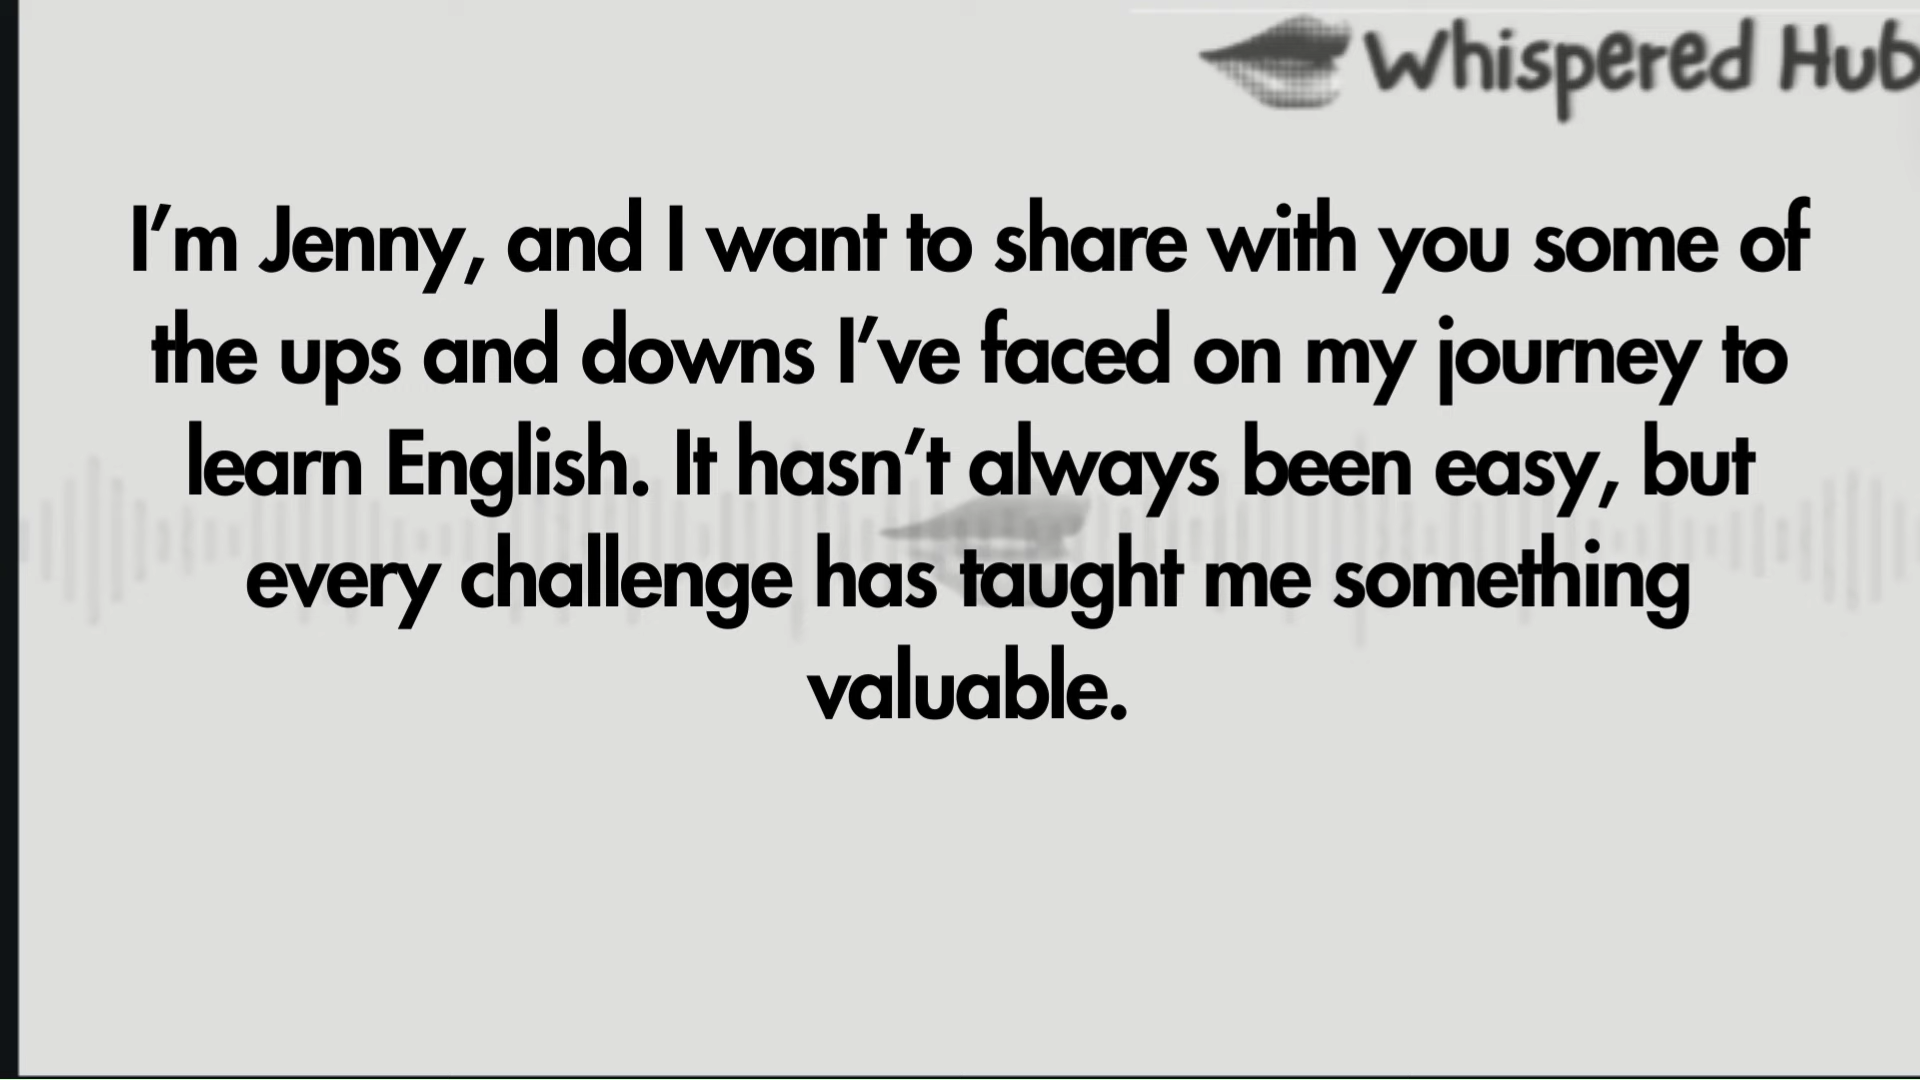 Whispered Hub
I’m Jenny, and I want to share with you some of
the ups and downs I’ve faced on my journey to
learn English. It hasn’t always been easy, but
every challenge has taught me something
valuable.